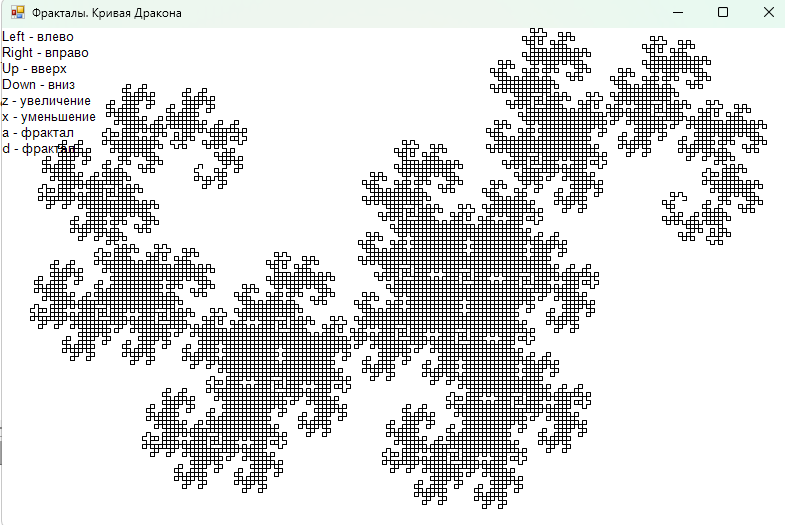 Фракталы. Кривая Дракона
Left - влево
Right - вправо
Up - вверх
Down - вниз
z - увеличение
x - уменьшение
a - фрактал
d - фрактал